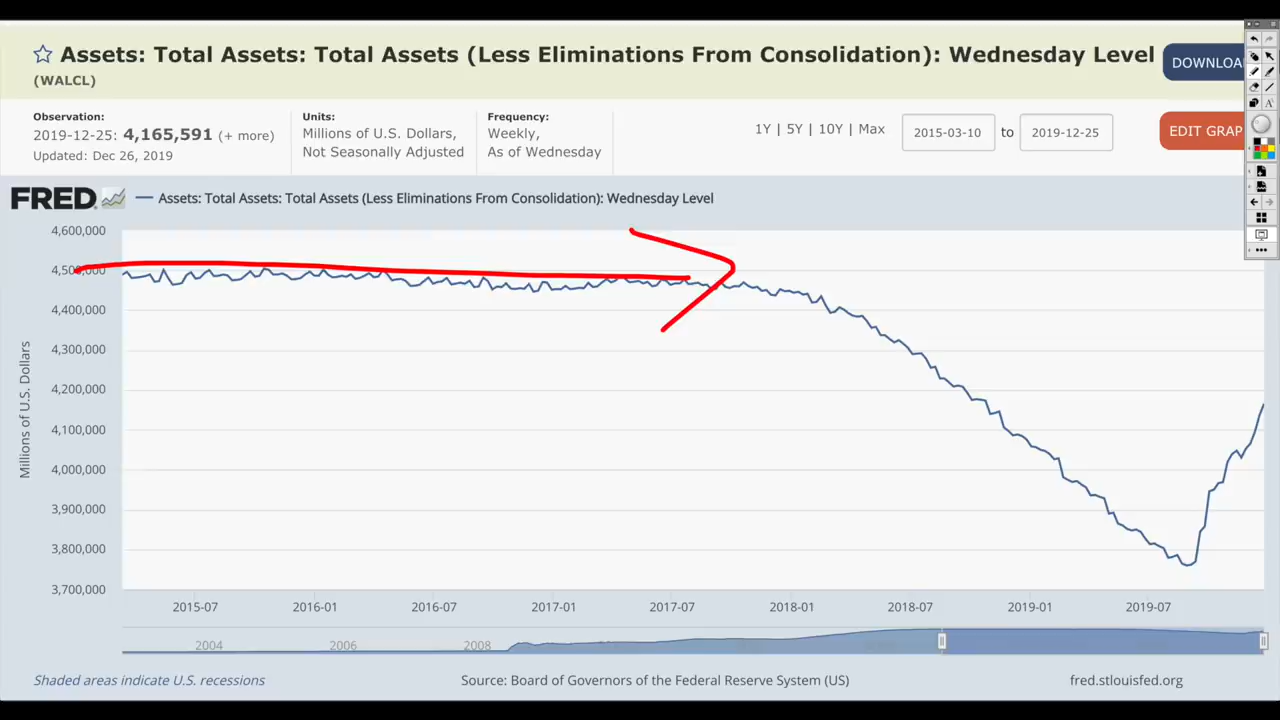 Assets: Total Assets: Total Assets (Less Eliminations From Consolidation): Wednesday Level
(WALCL)
DOWNLOA
Observation:
2019-12-25: 4,165,591 (+ more)
Updated: Dec 26, 2019
Units:
Millions of U.S. Dollars,
Not Seasonally Adjusted
Frequency:
Weekly,
As of Wednesday
1Y | 5Y | 10Y | Max
2015-03-10 to 2019-12-25
EDIT GRAP
FRED
Assets: Total Assets: Total Assets (Less Eliminations From Consolidation): Wednesday Level
Millions of U.S. Dollars
4,600,000
4,500,000
4,400,000
4,300,000
4,200,000
4,100,000
4,000,000
3,900,000
3,800,000
3,700,000
2015-07 2016-01 2016-07 2017-01 2017-07 2018-01 2018-07 2019-01 2019-07
2004 2006 2008
Shaded areas indicate U.S. recessions
Source: Board of Governors of the Federal Reserve System (US)
fred.stlouisfed.org